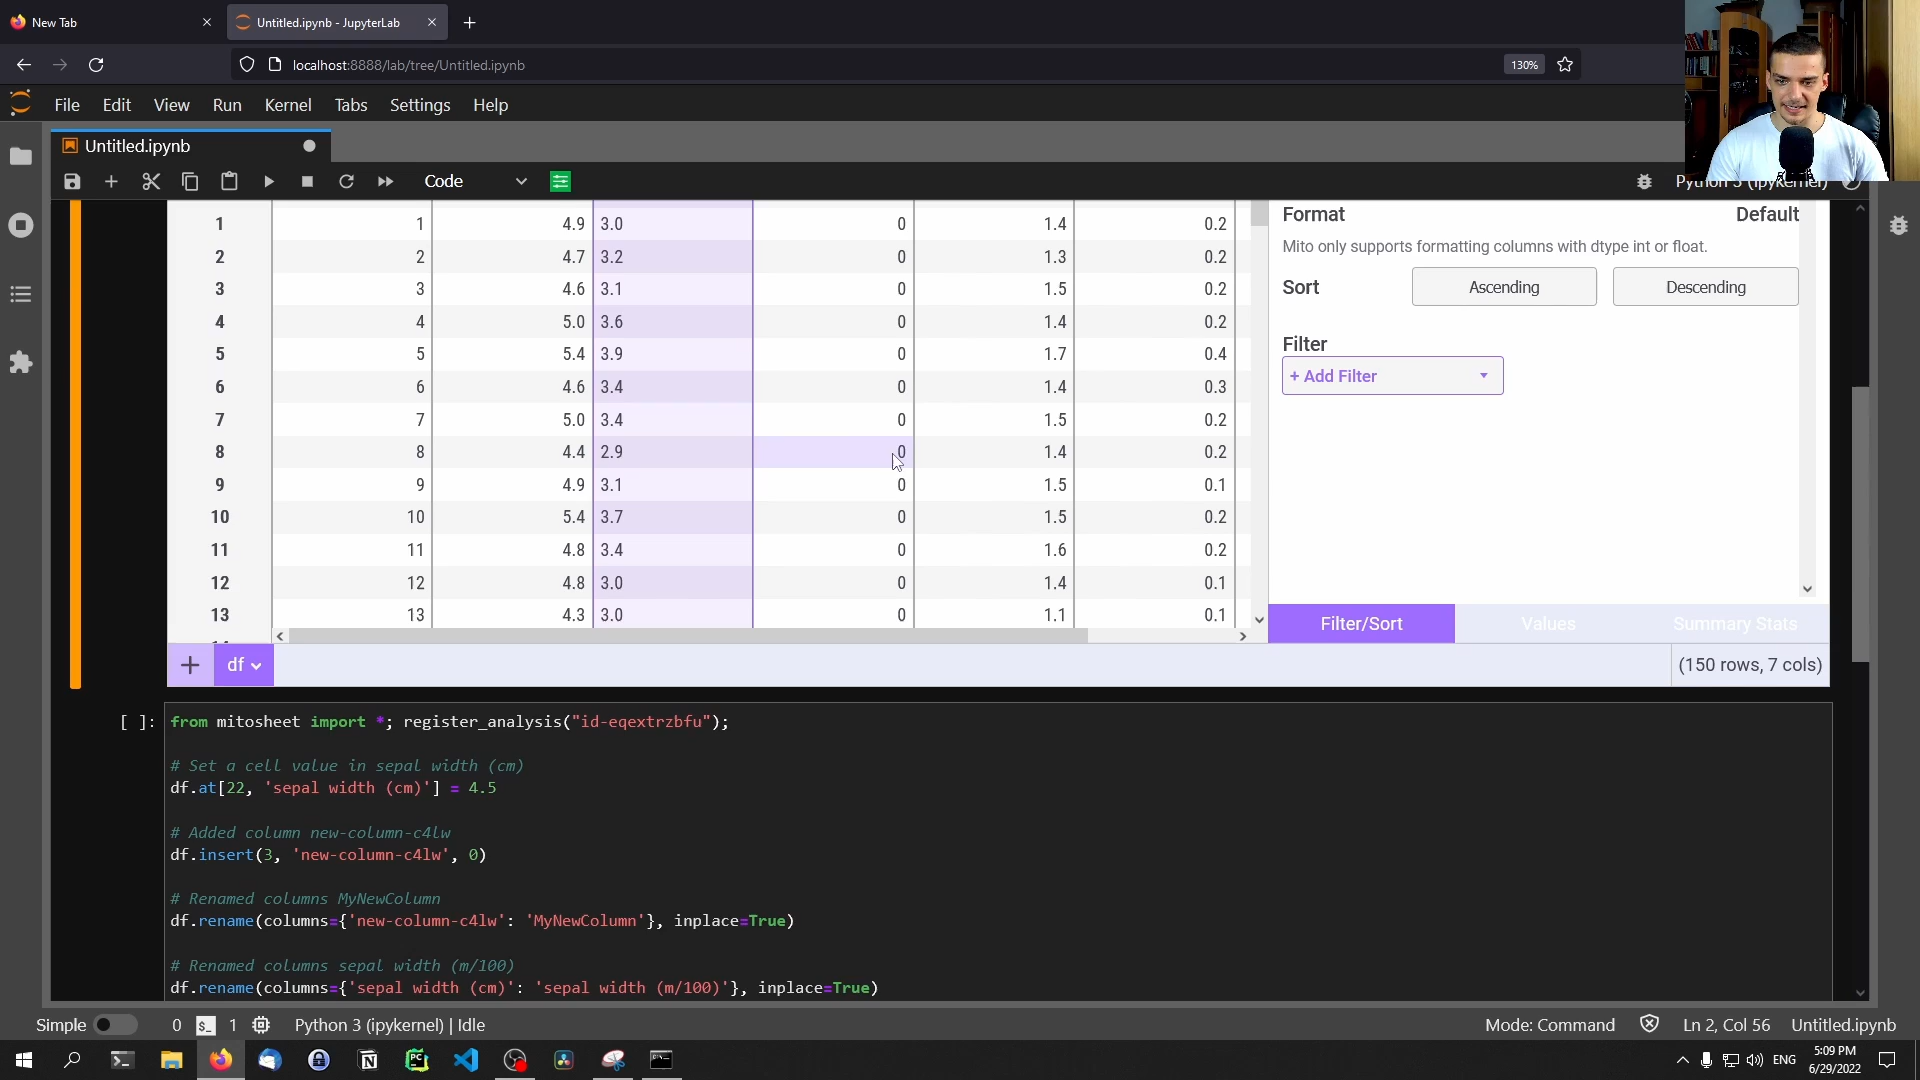 New Tab
Untitled.ipynb - JupyterLab
localhost:8888/lab/tree/Untitled.ipynb
130%
File Edit View Run Kernel Tabs Settings Help
Untitled.ipynb
Code
Python 3 (ipykernel)
1 1 4.9 3.0 0 1.4 0.2
2 2 4.7 3.2 0 1.3 0.2
3 3 4.6 3.1 0 1.5 0.2
4 4 5.0 3.6 0 1.4 0.2
5 5 5.4 3.9 0 1.7 0.4
6 6 4.6 3.4 0 1.4 0.3
7 7 5.0 3.4 0 1.5 0.2
8 8 4.4 2.9 0 1.4 0.2
9 9 4.9 3.1 0 1.5 0.1
10 10 5.4 3.7 0 1.5 0.2
11 11 4.8 3.4 0 1.6 0.2
12 12 4.8 3.0 0 1.4 0.1
13 13 4.3 3.0 0 1.1 0.1
Format Default
Mito only supports formatting columns with dtype int or float.
Sort Ascending Descending
Filter
+ Add Filter
Filter/Sort Values Summary Stats
+ df
(150 rows, 7 cols)
[ ]: from mitosheet import *; register_analysis("id-eqextrzbfu");
# Set a cell value in sepal width (cm)
df.at[22, 'sepal width (cm)'] = 4.5
# Added column new-column-c4lw
df.insert(3, 'new-column-c4lw', 0)
# Renamed columns MyNewColumn
df.rename(columns={'new-column-c4lw': 'MyNewColumn'}, inplace=True)
# Renamed columns sepal width (m/100)
df.rename(columns={'sepal width (cm)': 'sepal width (m/100)'}, inplace=True)
Simple 0 1 Python 3 (ipykernel) | Idle
Mode: Command Ln 2, Col 56 Untitled.ipynb
ENG
5:09 PM
6/29/2022